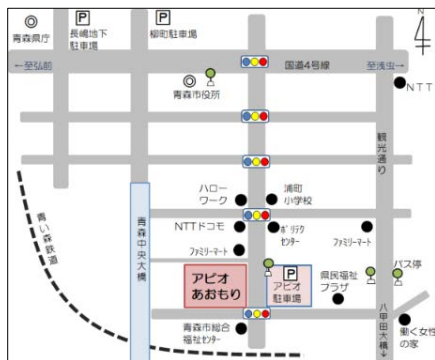 N
青森県庁
P
長嶋地下
駐車場
P
柳町駐車場
←至弘前
国道4号線
至浅虫→
青森市役所
NTT
観光通り
ハロー
ワーク
浦町
小学校
青い森鉄道
青森中央大橋
NTTドコモ
ポリテク
センター
ファミリーマート
ファミリーマート
アピオ
あおもり
P
アピオ
駐車場
県民福祉
プラザ
バス停
八甲田大橋↓
青森市総合
福祉センター
働く女性
の家